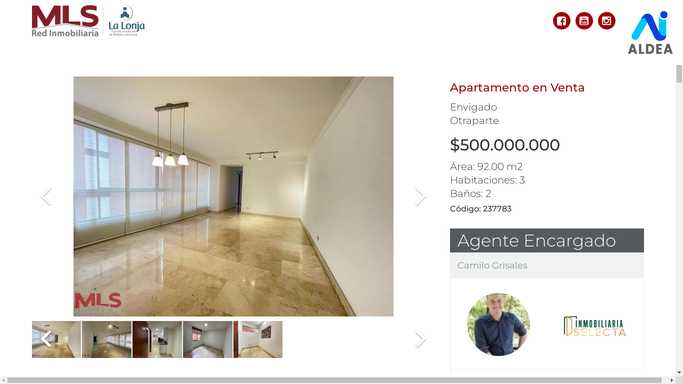 MLS
Red Inmobiliaria
La Lonja
ALDEA
Apartamento en Venta
Envigado
Otraparte
$500.000.000
Área: 92.00 m2
Habitaciones: 3
Baños: 2
Código: 237783
MLS
Agente Encargado
Camilo Grisales
INMOBILIARIA
SELECTA